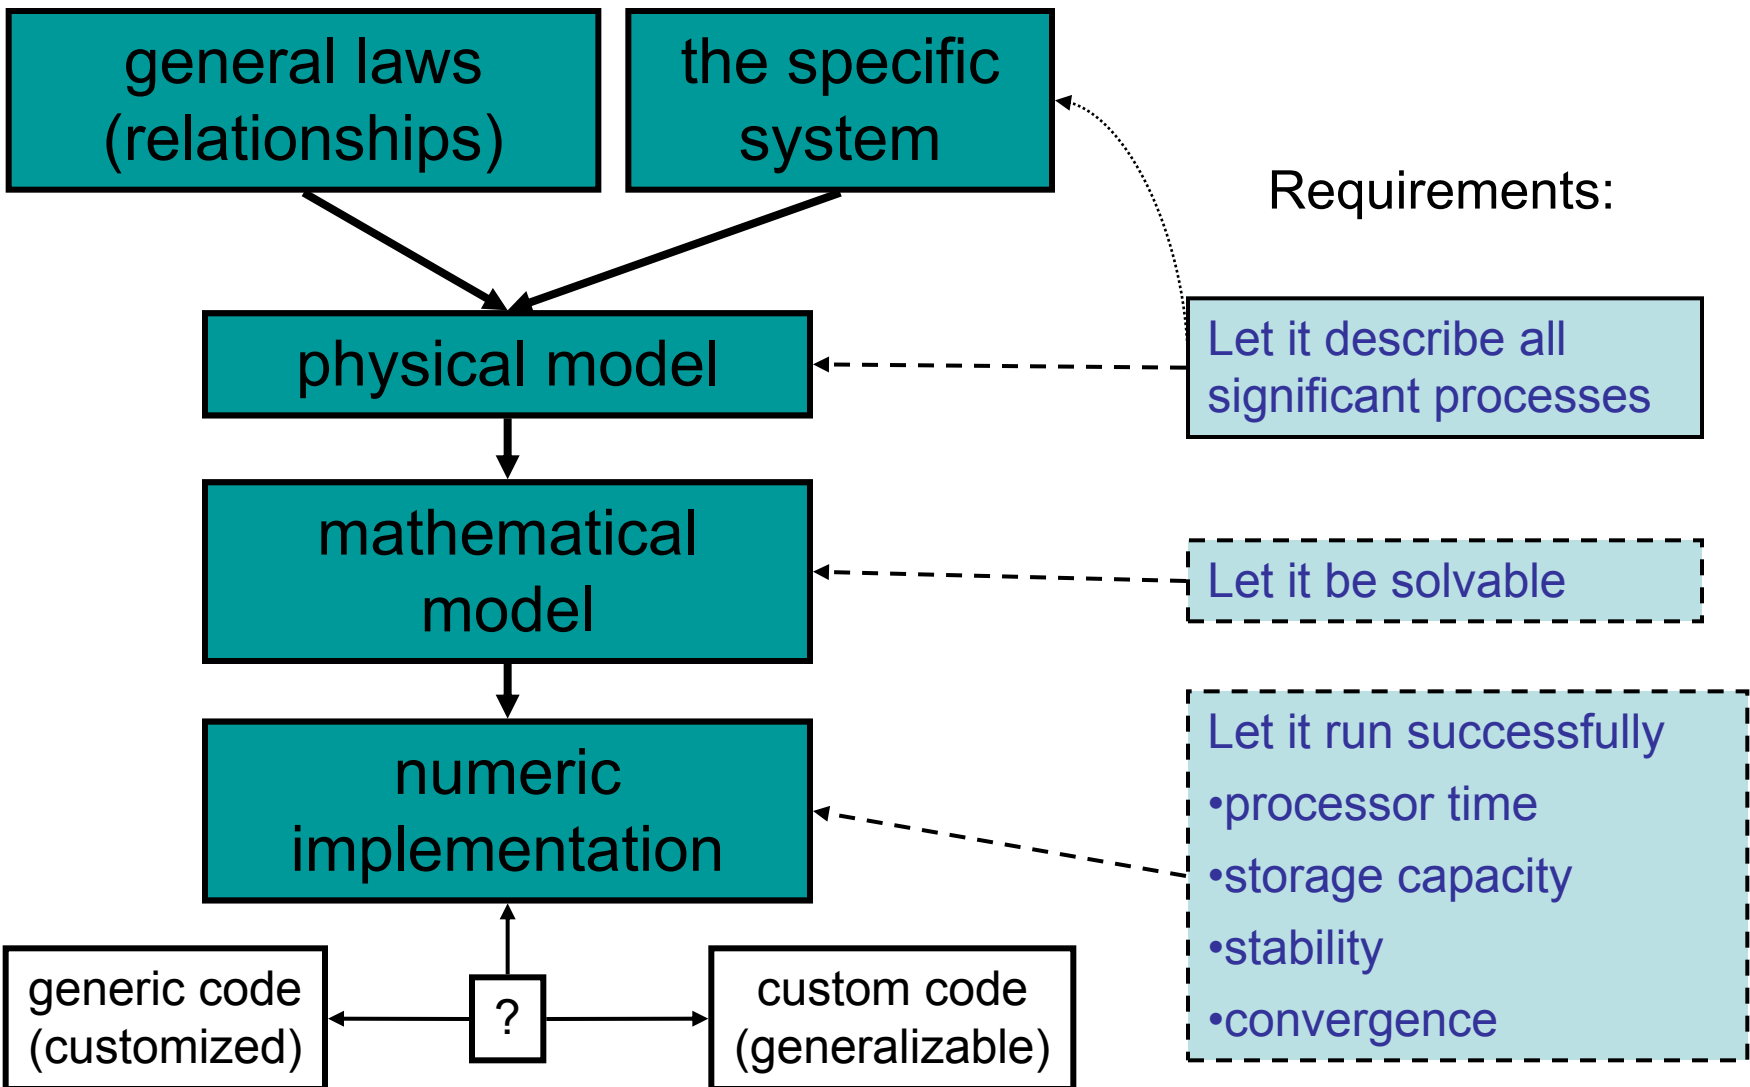 general laws
(relationships)
the specific
system
Requirements:
physical model
Let it describe all
significant processes
mathematical
model
Let it be solvable
numeric
implementation
Let it run successfully
•processor time
•storage capacity
•stability
•convergence
generic code
(customized)
?
custom code
(generalizable)